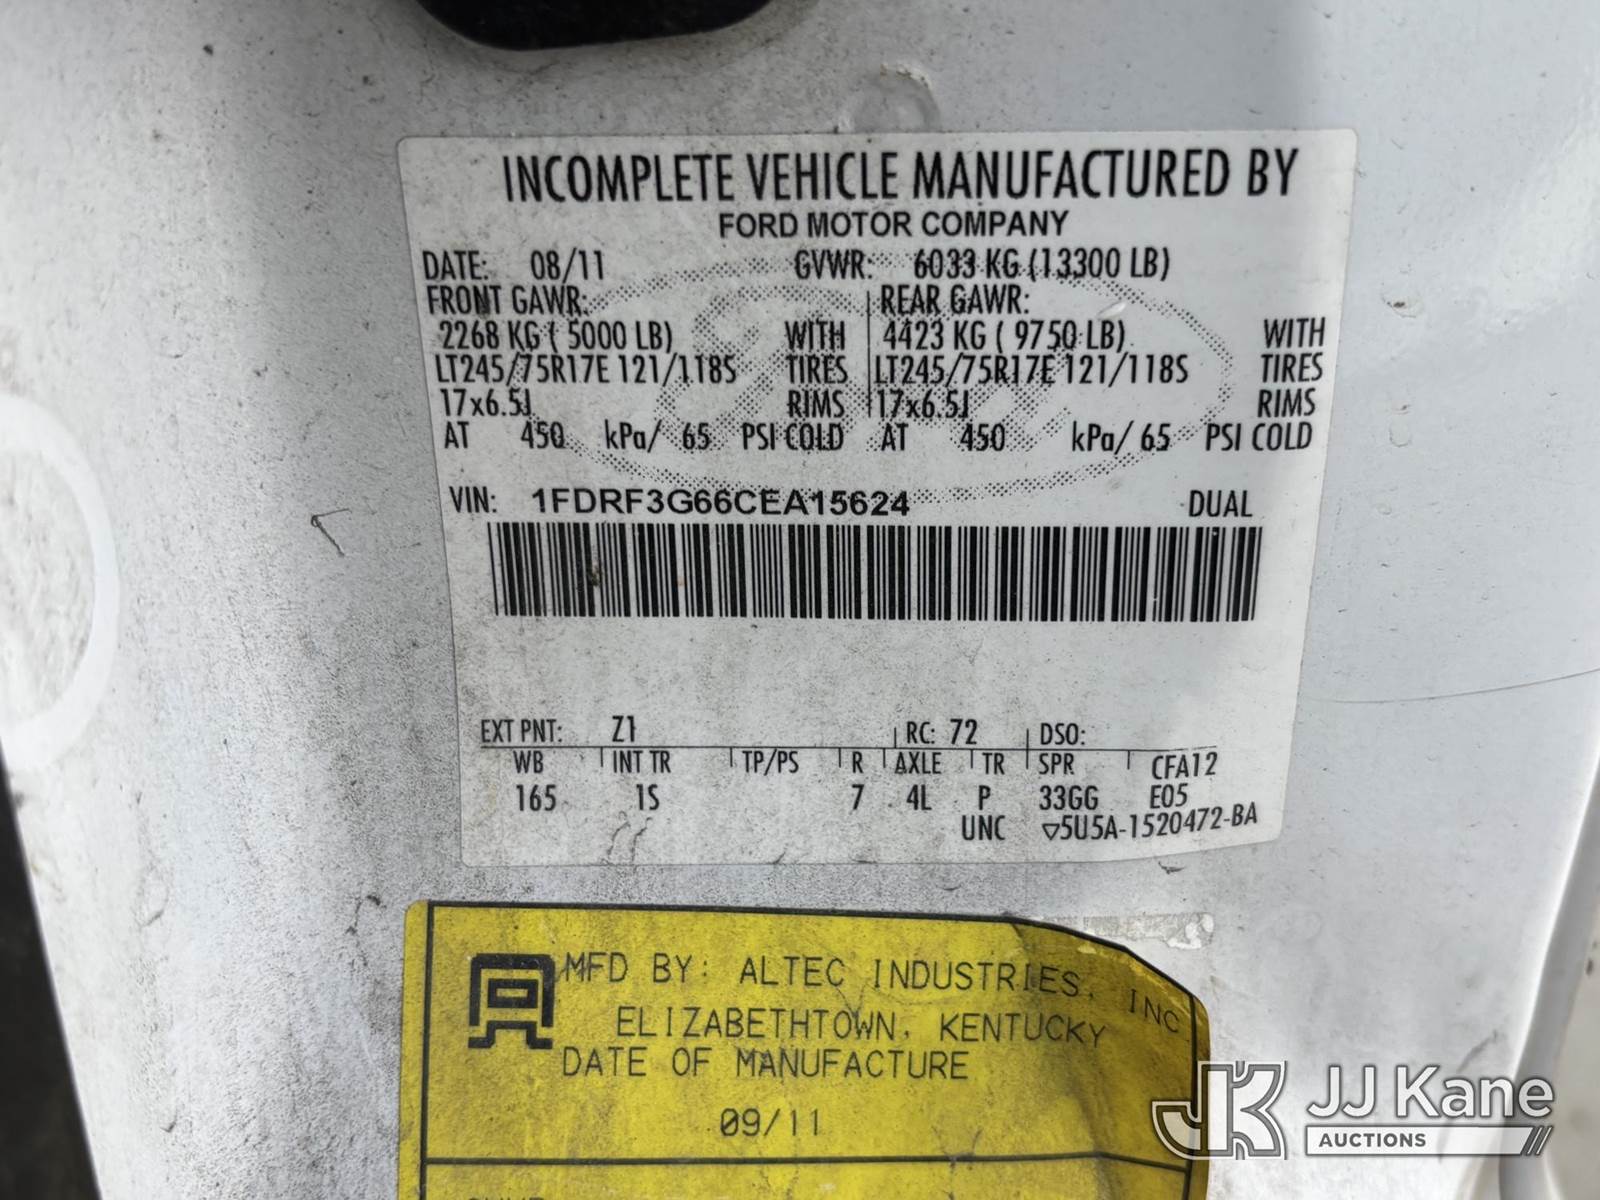 INCOMPLETE VEHICLE MANUFACTURED BY
FORD MOTOR COMPANY
DATE: 08/11 GVWR: 6033 KG (13300 LB)
FRONT GAWR: REAR GAWR:
2268 KG ( 5000 LB) WITH 4423 KG ( 9750 LB) WITH
LT245/75R17E 121/118S TIRES LT245/75R17E 121/118S TIRES
17x6.5J RIMS 17x6.5J RIMS
AT 450 kPa/ 65 PSI COLD AT 450 kPa/ 65 PSI COLD
VIN: 1FDRF3G66CEA15624 DUAL
EXT PNT: Z1 RC: 72 DSO:
WB INT TR TP/PS R AXLE TR SPR CFA12
165 1S 7 4L P 33GG E05
UNC ▽5U5A-1520472-BA
MFD BY: ALTEC INDUSTRIES, INC
ELIZABETHTOWN, KENTUCKY
DATE OF MANUFACTURE
09/11
JK JJ Kane
AUCTIONS